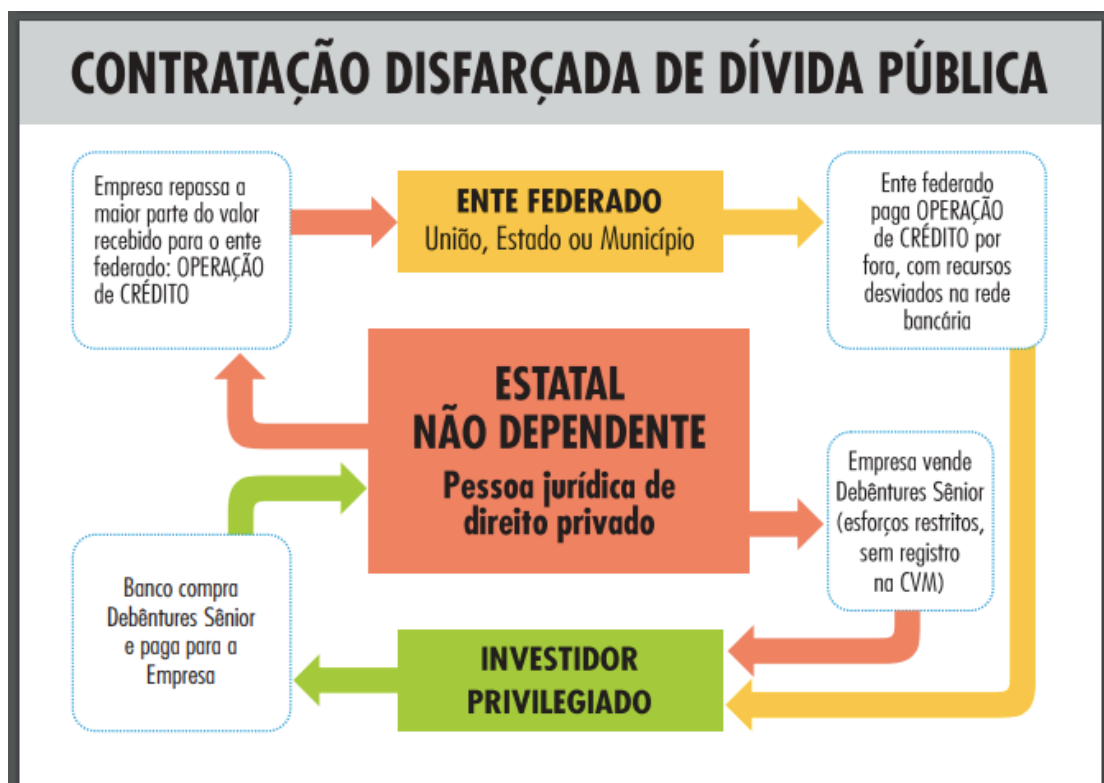 CONTRATAÇÃO DISFARÇADA DE DÍVIDA PÚBLICA
Empresa repassa a
maior parte do valor
recebido para o ente
federado: OPERAÇÃO
de CRÉDITO
ENTE FEDERADO
União, Estado ou Município
Ente federado
paga OPERAÇÃO
de CRÉDITO por
fora, com recursos
desviados na rede
bancária
ESTATAL
NÃO DEPENDENTE
Pessoa jurídica de
direito privado
Empresa vende
Debêntures Sênior
(esforços restritos,
sem registro
na CVM)
Banco compra
Debêntures Sênior
e paga para a
Empresa
INVESTIDOR
PRIVILEGIADO